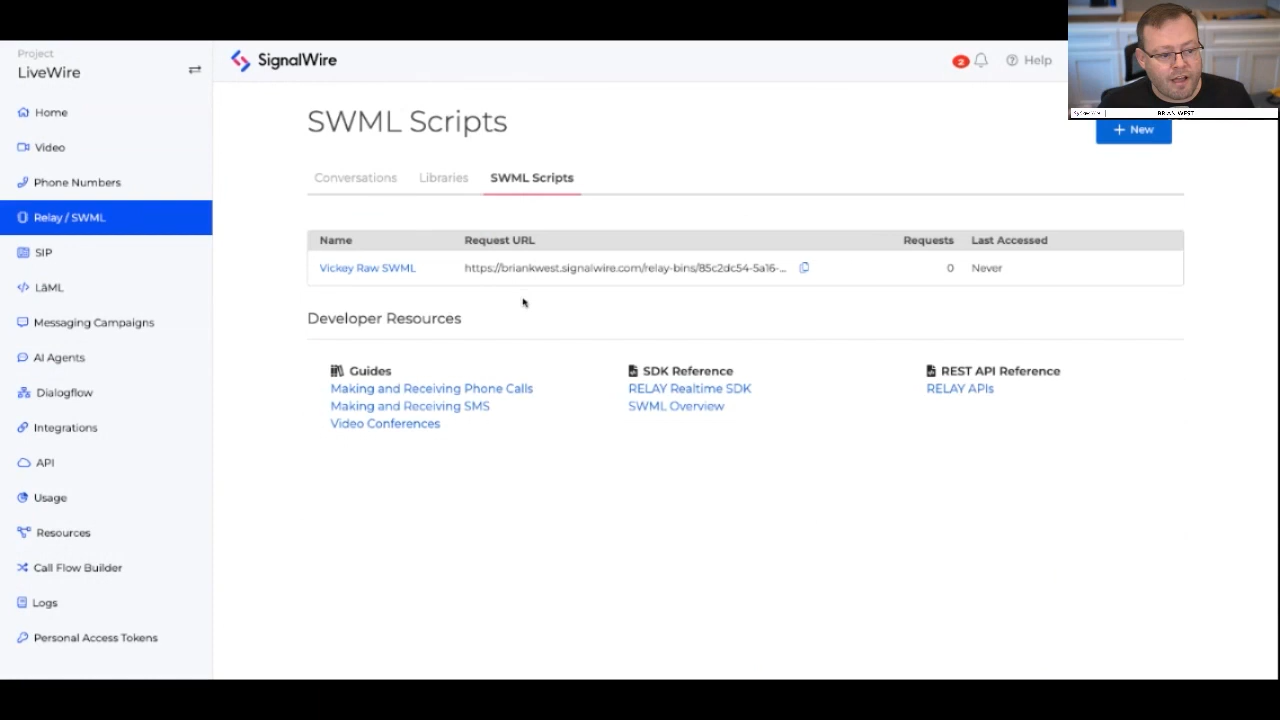 Project
LiveWire
Home
Video
Phone Numbers
Relay / SWML
SIP
LāML
Messaging Campaigns
AI Agents
Dialogflow
Integrations
API
Usage
Resources
Call Flow Builder
Logs
Personal Access Tokens
SignalWire
2
Help
BRIAN WEST
SWML Scripts
+ New
Conversations Libraries SWML Scripts
Name Request URL Requests Last Accessed
Vickey Raw SWML https://briankwest.signalwire.com/relay-bins/85c2dc54-5a16-... 0 Never
Developer Resources
Guides
Making and Receiving Phone Calls
Making and Receiving SMS
Video Conferences
SDK Reference
RELAY Realtime SDK
SWML Overview
REST API Reference
RELAY APIs